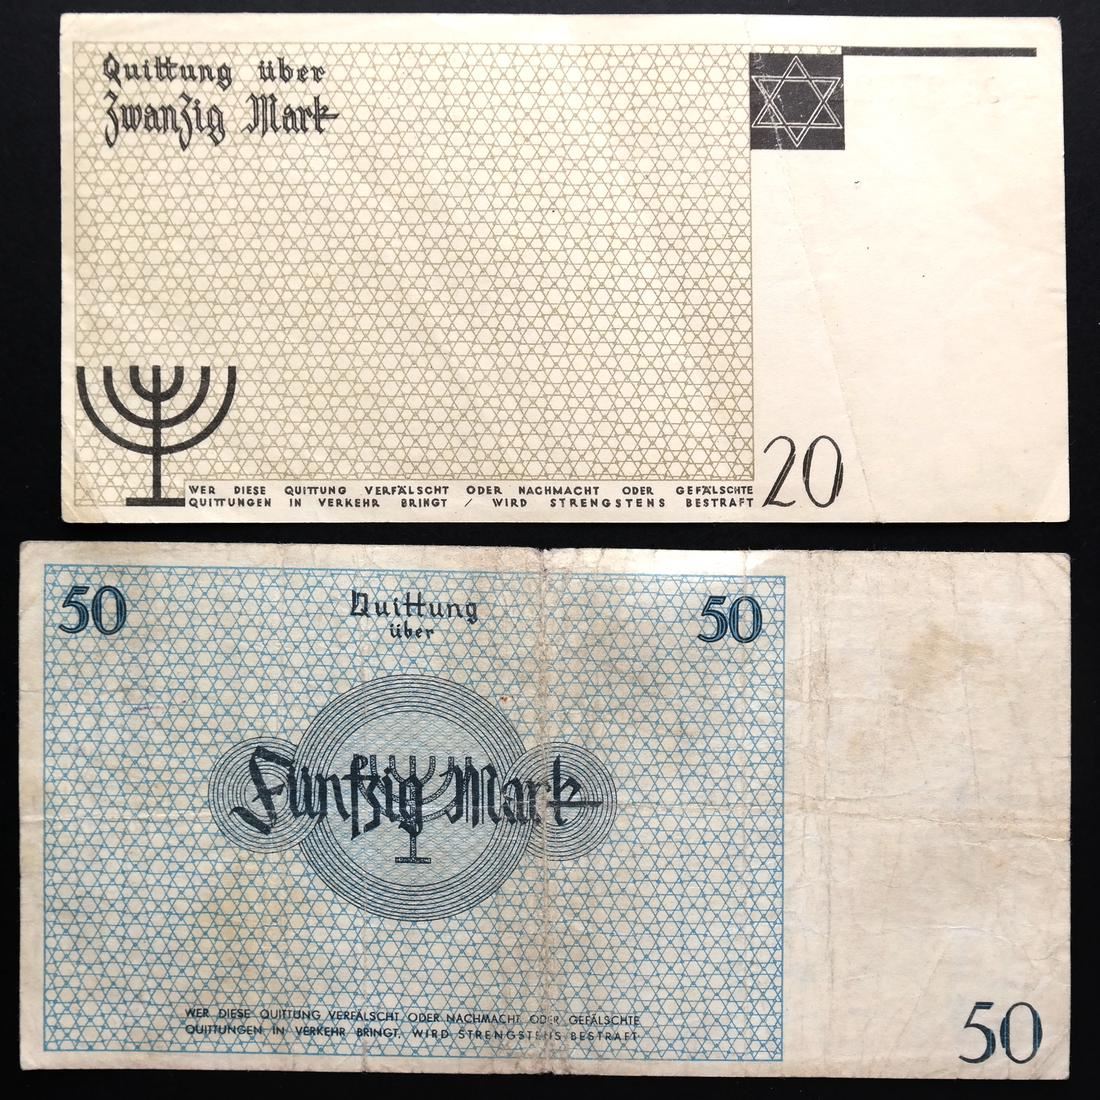 Quittung über
Zwanzig Mark
WER DIESE QUITTUNG VERFÄLSCHT ODER NACHMACHT ODER GEFÄLSCHTE
QUITTUNGEN IN VERKEHR BRINGT / WIRD STRENGSTENS BESTRAFT
20
50
Quittung
über
50
Fünfzig Mark
WER DIESE QUITTUNG VERFÄLSCHT ODER NACHMACHT ODER GEFÄLSCHTE
QUITTUNGEN IN VERKEHR BRINGT, WIRD STRENGSTENS BESTRAFT
50